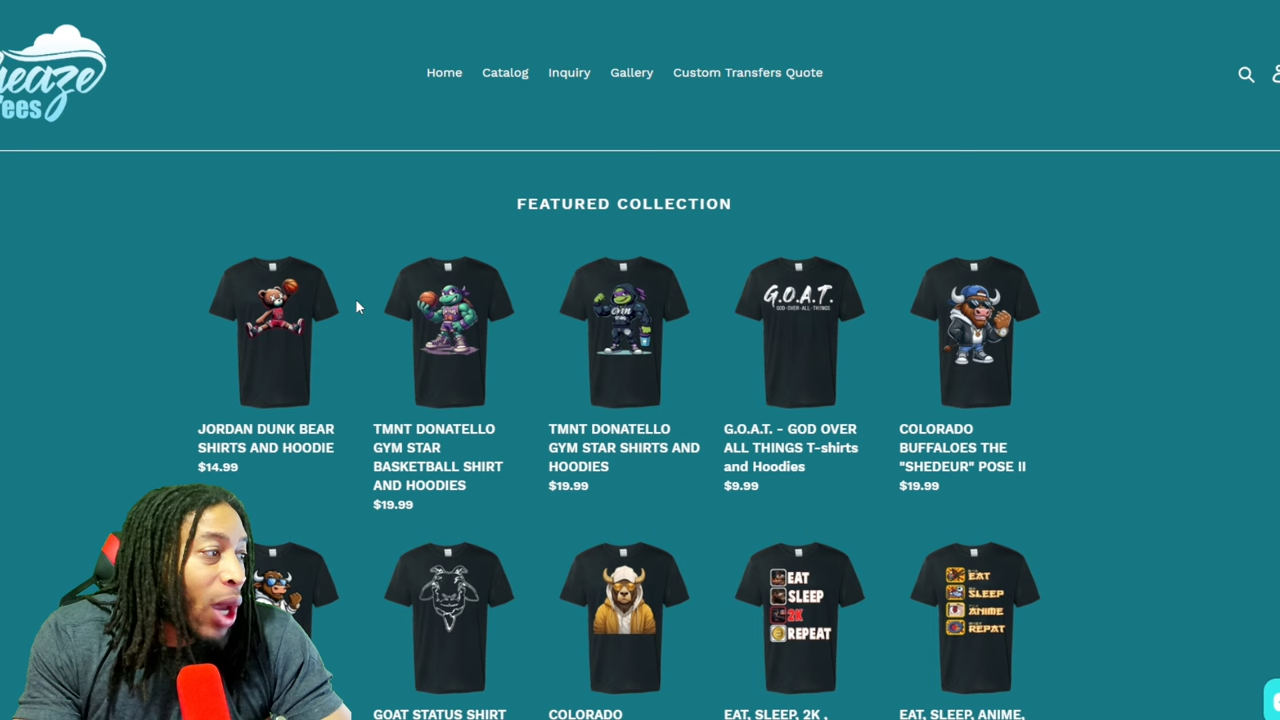 Home Catalog Inquiry Gallery Custom Transfers Quote
ees
FEATURED COLLECTION
G.O.A.T.
GOD-OVER-ALL-THINGS
JORDAN DUNK BEAR
SHIRTS AND HOODIE
$14.99
TMNT DONATELLO
GYM STAR
BASKETBALL SHIRT
AND HOODIES
$19.99
TMNT DONATELLO
GYM STAR SHIRTS AND
HOODIES
$19.99
G.O.A.T. - GOD OVER
ALL THINGS T-shirts
and Hoodies
$9.99
COLORADO
BUFFALOES THE
"SHEDEUR" POSE II
$19.99
EAT
SLEEP
2K
REPEAT
EAT
SLEEP
ANIME
REPAT
GOAT STATUS SHIRT
COLORADO
EAT, SLEEP, 2K ,
EAT, SLEEP, ANIME,